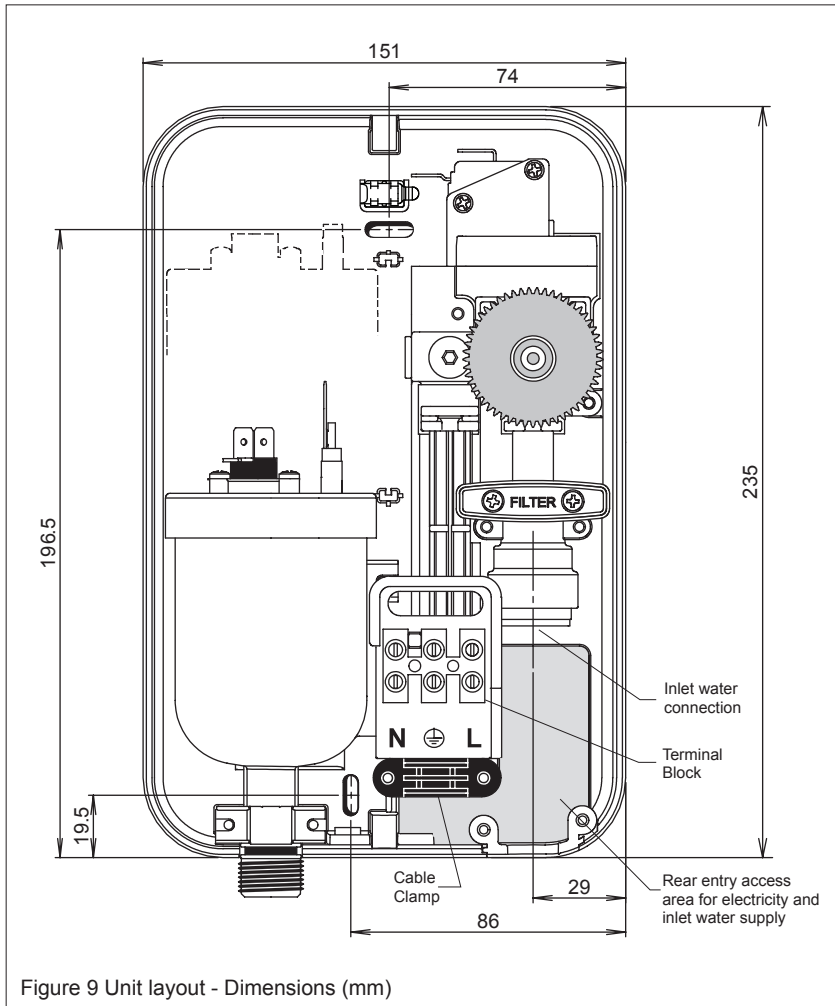 151
74
235
196.5
FILTER
Inlet water
connection
Terminal
Block
N L
19.5
Cable
Clamp
29
Rear entry access
area for electricity and
inlet water supply
86
Figure 9 Unit layout - Dimensions (mm)